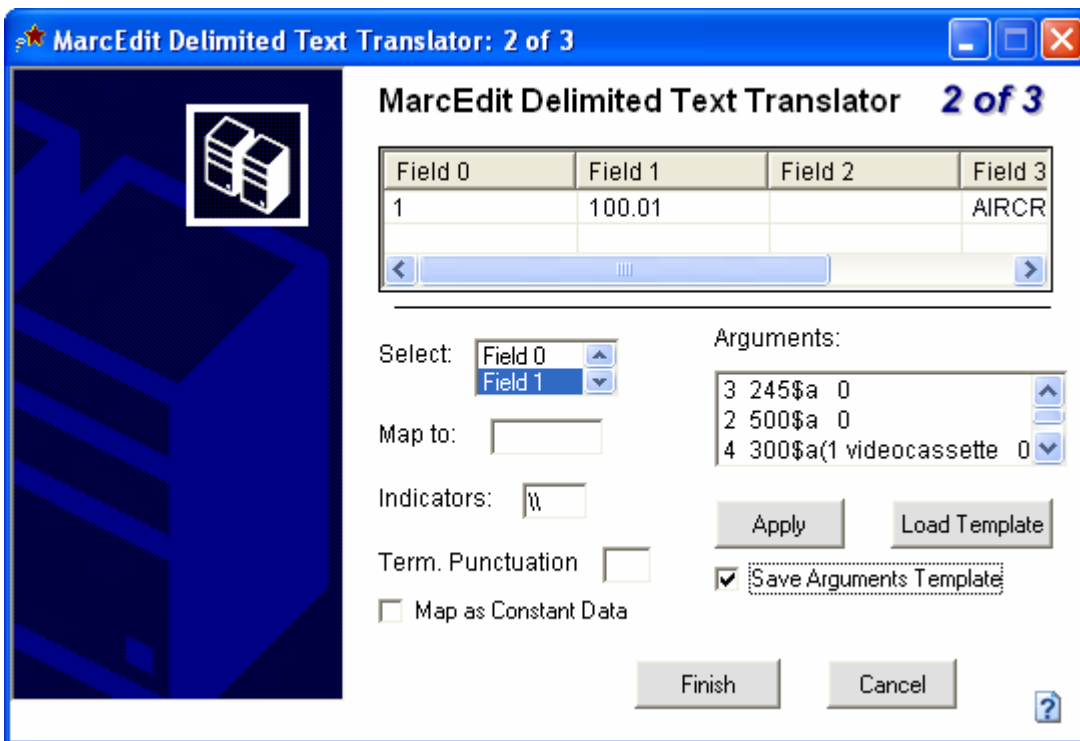 MarcEdit Delimited Text Translator: 2 of 3
MarcEdit Delimited Text Translator 2 of 3
Field 0 Field 1 Field 2 Field 3
1 100.01 AIRCR
Select: Field 0
Field 1
Map to:
Indicators: \\
Term. Punctuation
Map as Constant Data
Arguments:
3 245$a 0
2 500$a 0
4 300$a(1 videocassette 0
Apply Load Template
Save Arguments Template
Finish Cancel
?